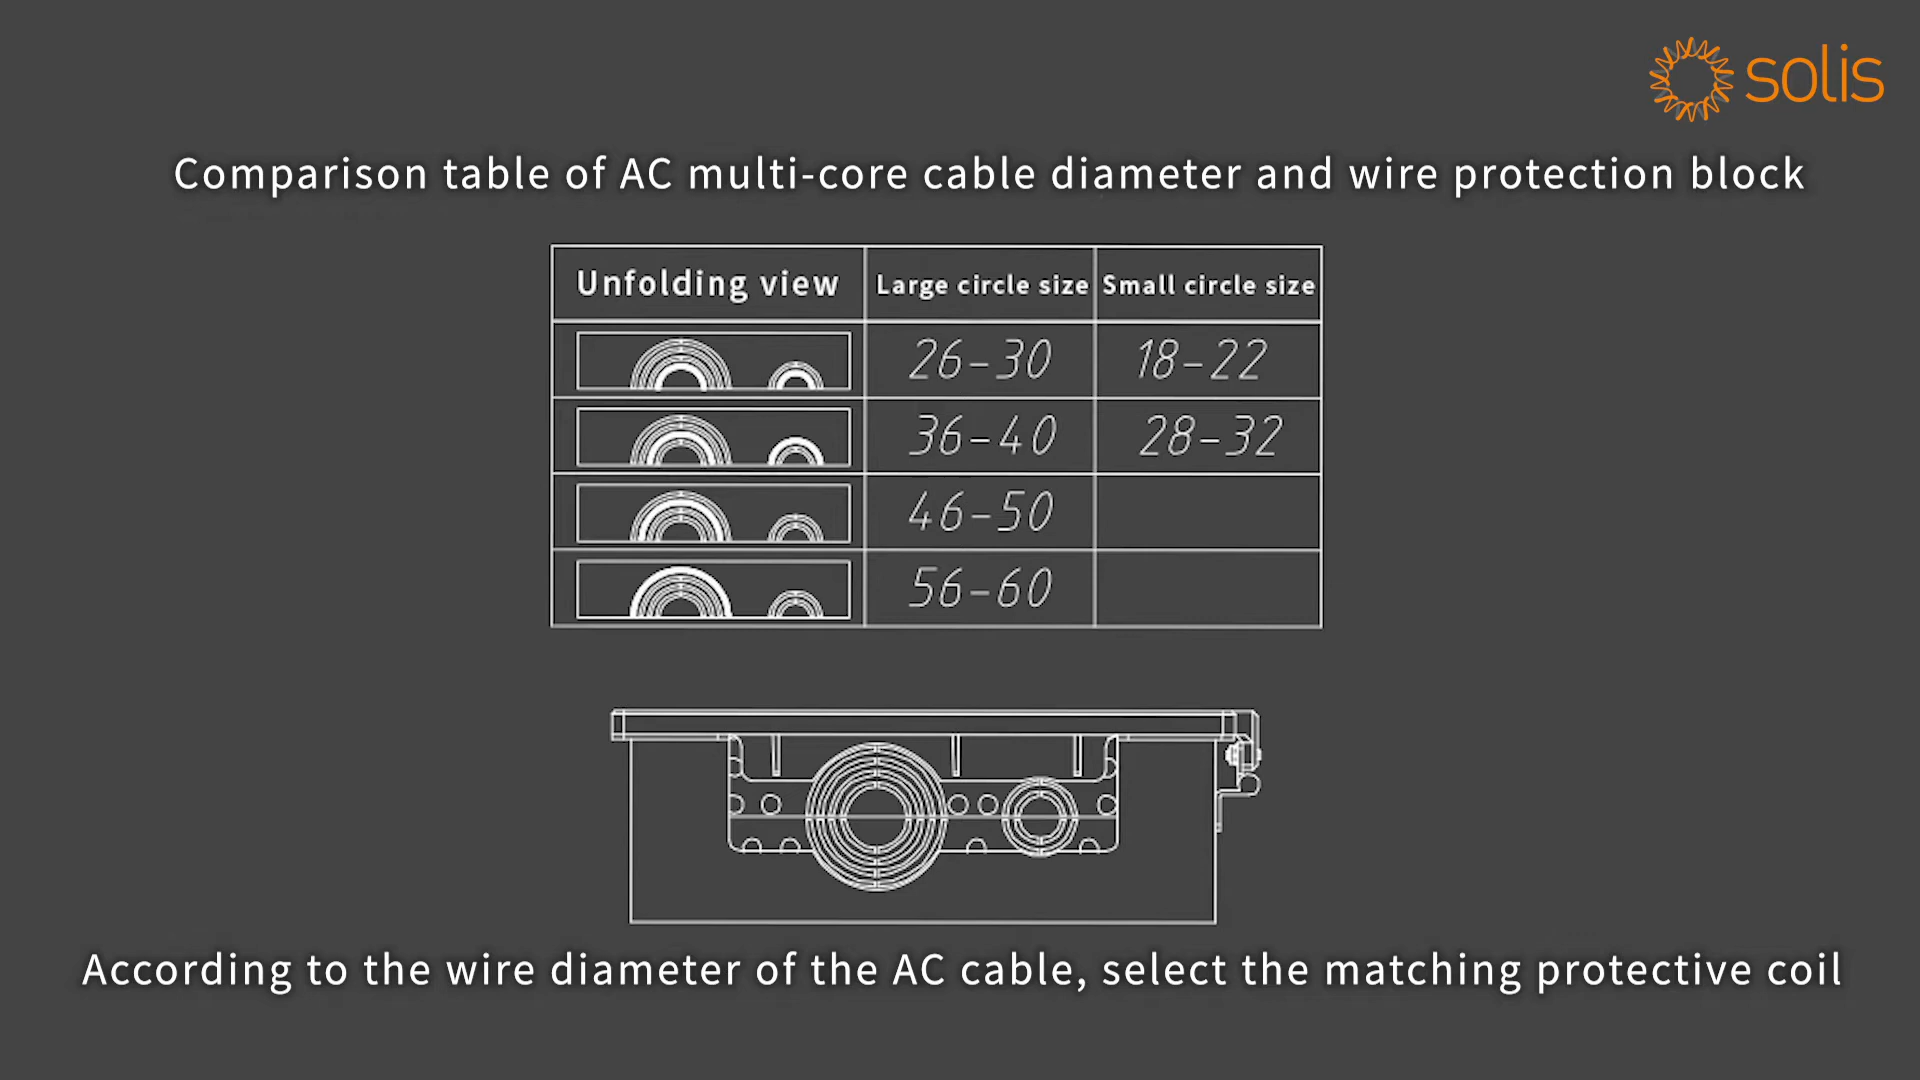 solis
Comparison table of AC multi-core cable diameter and wire protection block
Unfolding view Large circle size Small circle size
26-30 18-22
36-40 28-32
46-50
56-60
According to the wire diameter of the AC cable, select the matching protective coil